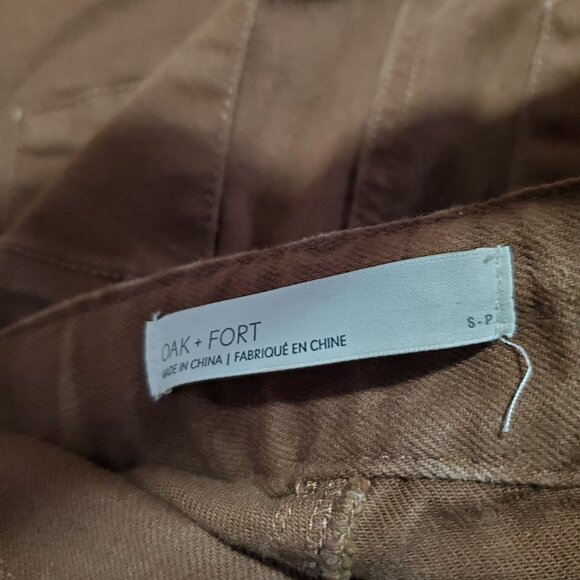 OAK + FORT
MADE IN CHINA | FABRIQUÉ EN CHINE
S-P